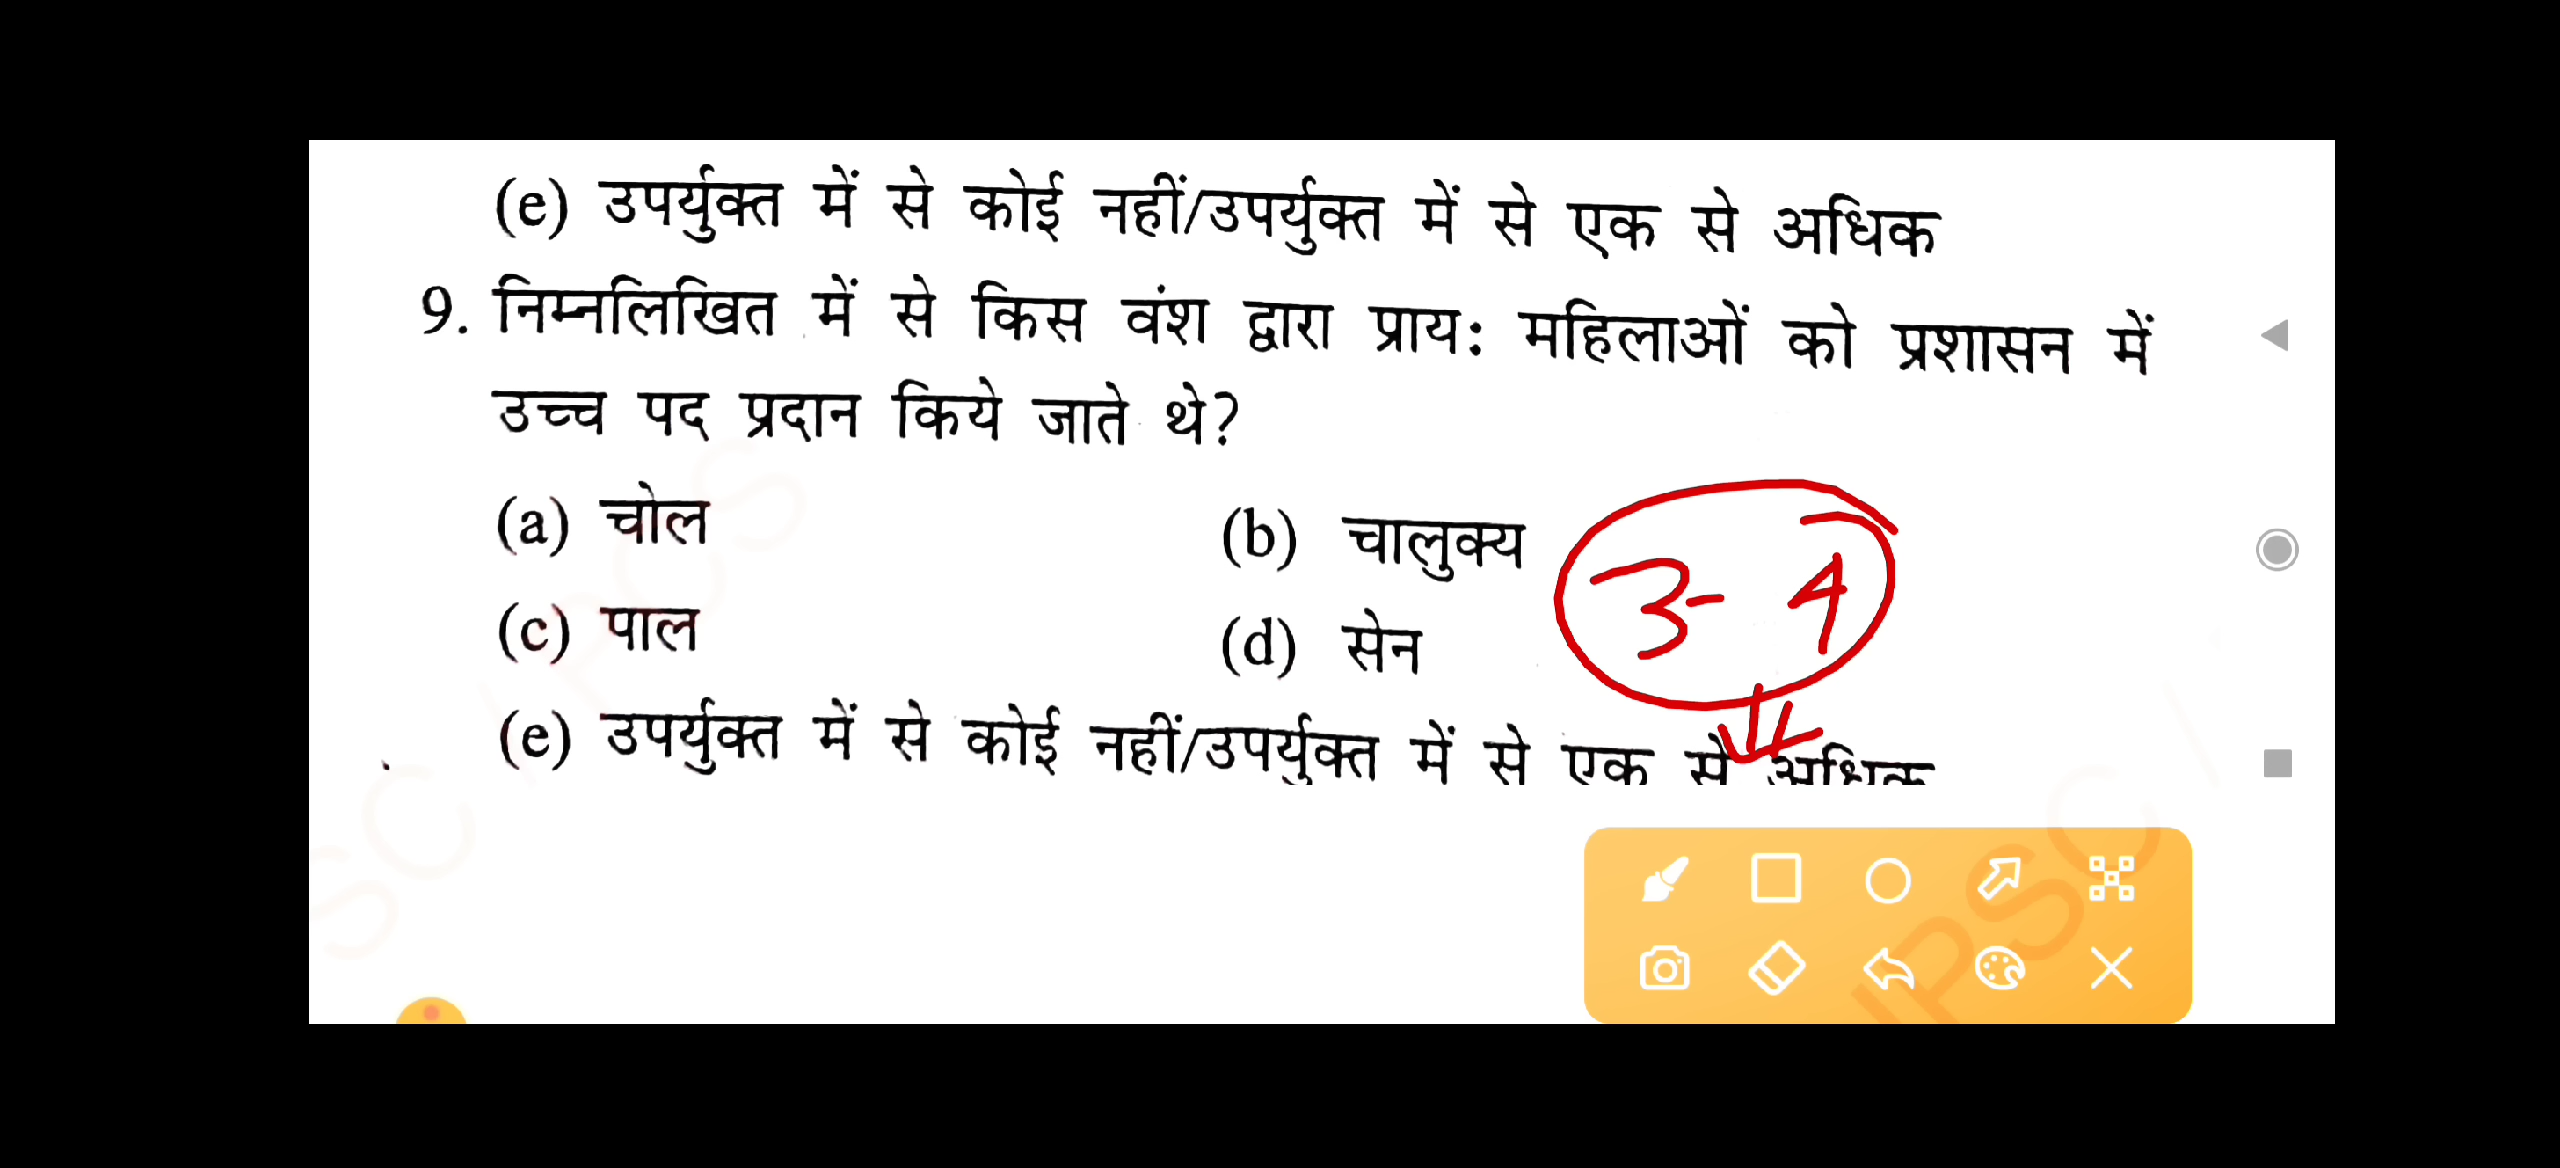 (e) उपर्युक्त में से कोई नहीं/उपर्युक्त में से एक से अधिक
9. निम्नलिखित में से किस वंश द्वारा प्रायः महिलाओं को प्रशासन में
उच्च पद प्रदान किये जाते थे?
(a) चोल (b) चालुक्य
(c) पाल (d) सेन
3- 4
(e) उपर्युक्त में से कोई नहीं/उपर्युक्त में से एक से अधिक